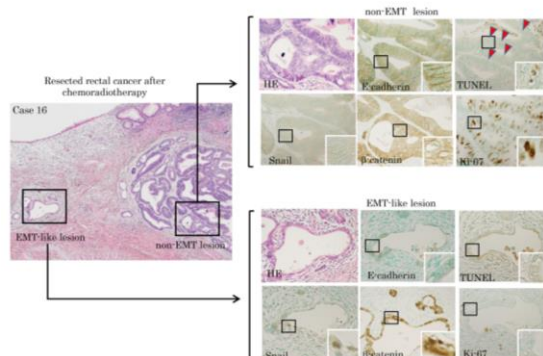 non-EMT lesion
HE
E-cadherin
TUNEL
Snail
β-catenin
Ki-67
Resected rectal cancer after
chemoradiotherapy
Case 16
EMT-like lesion
non-EMT lesion
EMT-like lesion
HE
E-cadherin
TUNEL
Snail
β-catenin
Ki-67